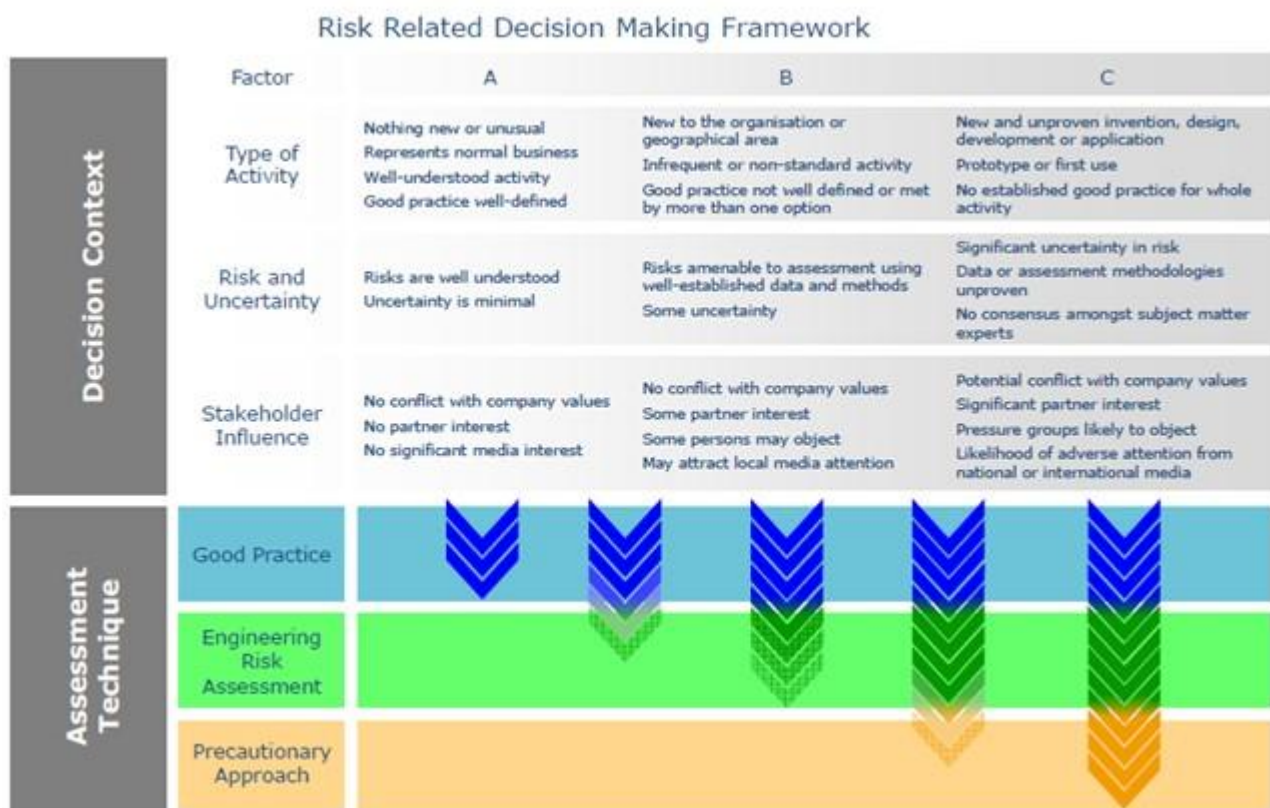 Risk Related Decision Making Framework
Decision Context
Factor
A
B
C
Type of
Activity
Nothing new or unusual
Represents normal business
Well-understood activity
Good practice well-defined
New to the organisation or
geographical area
Infrequent or non-standard activity
Good practice not well defined or met
by more than one option
New and unproven invention, design,
development or application
Prototype or first use
No established good practice for whole
activity
Risk and
Uncertainty
Risks are well understood
Uncertainty is minimal
Risks amenable to assessment using
well-established data and methods
Some uncertainty
Significant uncertainty in risk
Data or assessment methodologies
unproven
No consensus amongst subject matter
experts
Stakeholder
Influence
No conflict with company values
No partner interest
No significant media interest
No conflict with company values
Some partner interest
Some persons may object
May attract local media attention
Potential conflict with company values
Significant partner interest
Pressure groups likely to object
Likelihood of adverse attention from
national or international media
Assessment
Technique
Good Practice
Engineering
Risk
Assessment
Precautionary
Approach